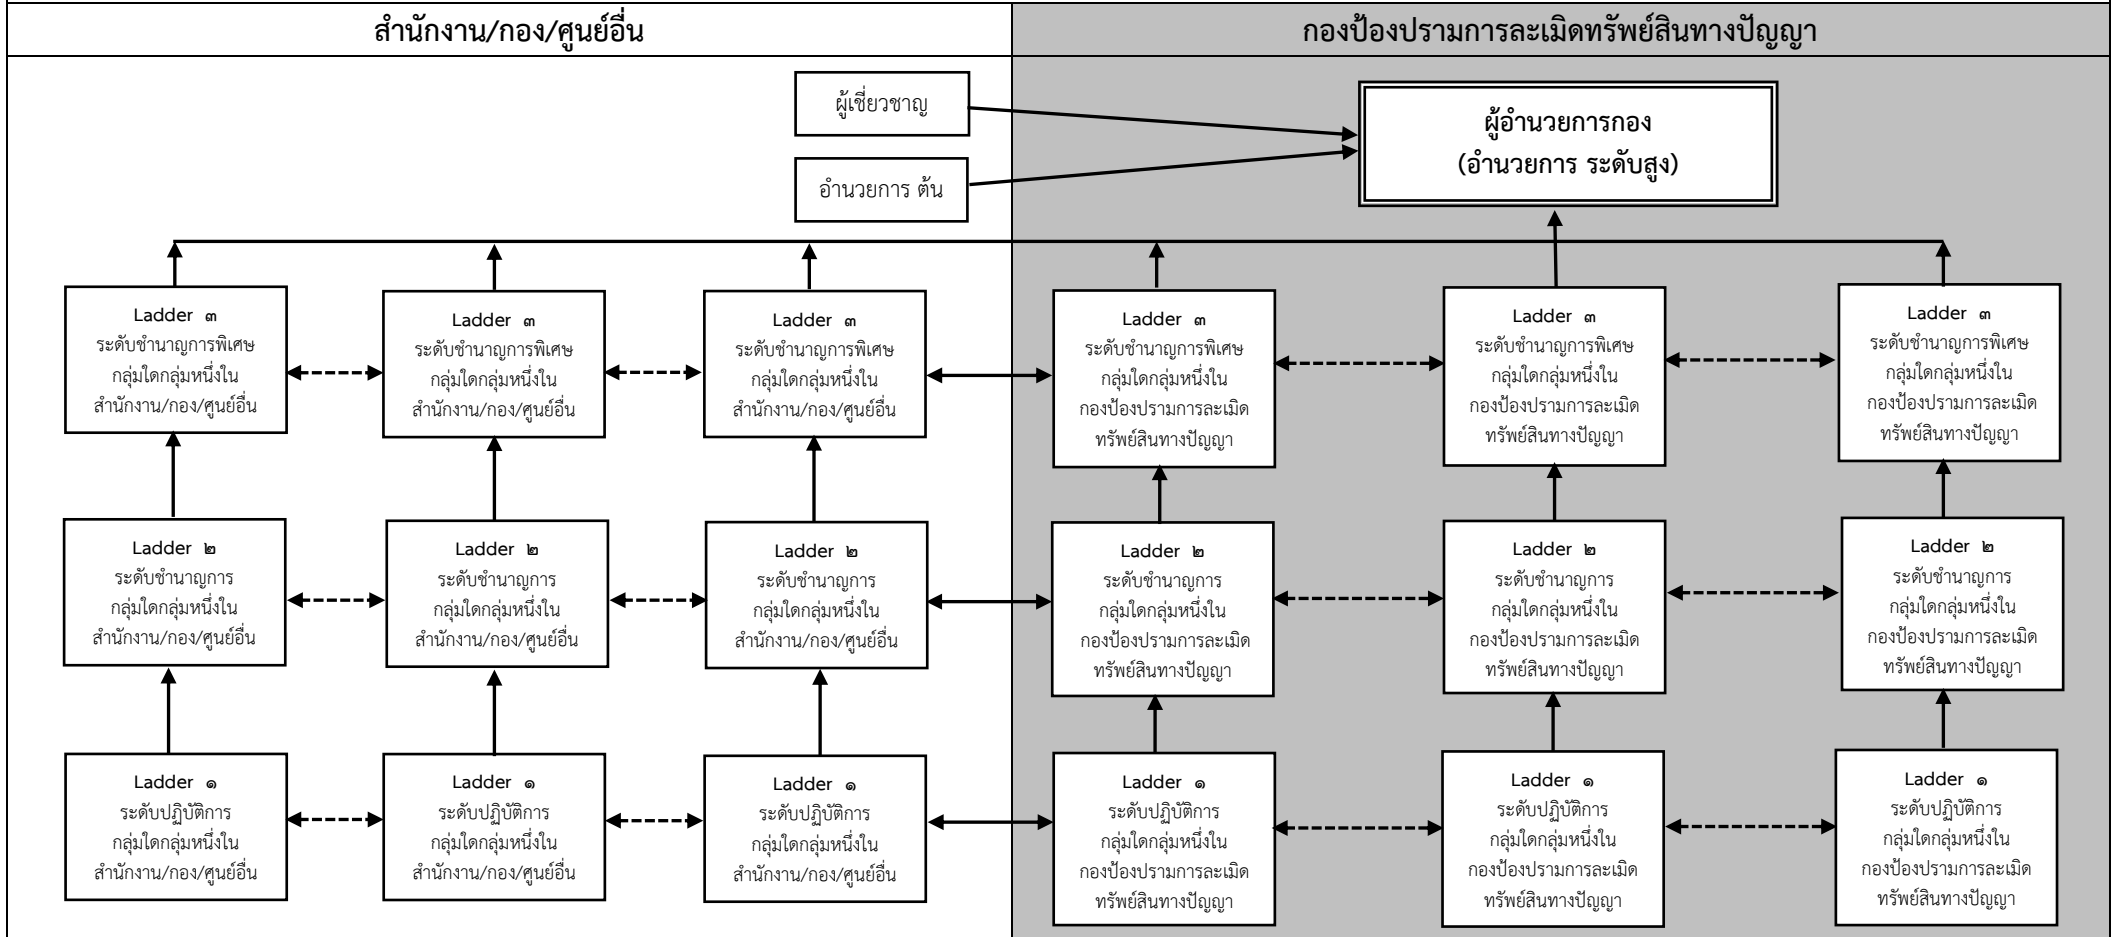 สำนักงาน/กอง/ศูนย์อื่น
กองป้องปรามการละเมิดทรัพย์สินทางปัญญา
ผู้เชี่ยวชาญ
อำนวยการ ต้น
ผู้อำนวยการกอง
(อำนวยการ ระดับสูง)
Ladder ๓
ระดับชำนาญการพิเศษ
กลุ่มใดกลุ่มหนึ่งใน
สำนักงาน/กอง/ศูนย์อื่น
Ladder ๓
ระดับชำนาญการพิเศษ
กลุ่มใดกลุ่มหนึ่งใน
สำนักงาน/กอง/ศูนย์อื่น
Ladder ๓
ระดับชำนาญการพิเศษ
กลุ่มใดกลุ่มหนึ่งใน
สำนักงาน/กอง/ศูนย์อื่น
Ladder ๓
ระดับชำนาญการพิเศษ
กลุ่มใดกลุ่มหนึ่งใน
กองป้องปรามการละเมิด
ทรัพย์สินทางปัญญา
Ladder ๓
ระดับชำนาญการพิเศษ
กลุ่มใดกลุ่มหนึ่งใน
กองป้องปรามการละเมิด
ทรัพย์สินทางปัญญา
Ladder ๓
ระดับชำนาญการพิเศษ
กลุ่มใดกลุ่มหนึ่งใน
กองป้องปรามการละเมิด
ทรัพย์สินทางปัญญา
Ladder ๒
ระดับชำนาญการ
กลุ่มใดกลุ่มหนึ่งใน
สำนักงาน/กอง/ศูนย์อื่น
Ladder ๒
ระดับชำนาญการ
กลุ่มใดกลุ่มหนึ่งใน
สำนักงาน/กอง/ศูนย์อื่น
Ladder ๒
ระดับชำนาญการ
กลุ่มใดกลุ่มหนึ่งใน
สำนักงาน/กอง/ศูนย์อื่น
Ladder ๒
ระดับชำนาญการ
กลุ่มใดกลุ่มหนึ่งใน
กองป้องปรามการละเมิด
ทรัพย์สินทางปัญญา
Ladder ๒
ระดับชำนาญการ
กลุ่มใดกลุ่มหนึ่งใน
กองป้องปรามการละเมิด
ทรัพย์สินทางปัญญา
Ladder ๒
ระดับชำนาญการ
กลุ่มใดกลุ่มหนึ่งใน
กองป้องปรามการละเมิด
ทรัพย์สินทางปัญญา
Ladder ๑
ระดับปฏิบัติการ
กลุ่มใดกลุ่มหนึ่งใน
สำนักงาน/กอง/ศูนย์อื่น
Ladder ๑
ระดับปฏิบัติการ
กลุ่มใดกลุ่มหนึ่งใน
สำนักงาน/กอง/ศูนย์อื่น
Ladder ๑
ระดับปฏิบัติการ
กลุ่มใดกลุ่มหนึ่งใน
สำนักงาน/กอง/ศูนย์อื่น
Ladder ๑
ระดับปฏิบัติการ
กลุ่มใดกลุ่มหนึ่งใน
กองป้องปรามการละเมิด
ทรัพย์สินทางปัญญา
Ladder ๑
ระดับปฏิบัติการ
กลุ่มใดกลุ่มหนึ่งใน
กองป้องปรามการละเมิด
ทรัพย์สินทางปัญญา
Ladder ๑
ระดับปฏิบัติการ
กลุ่มใดกลุ่มหนึ่งใน
กองป้องปรามการละเมิด
ทรัพย์สินทางปัญญา